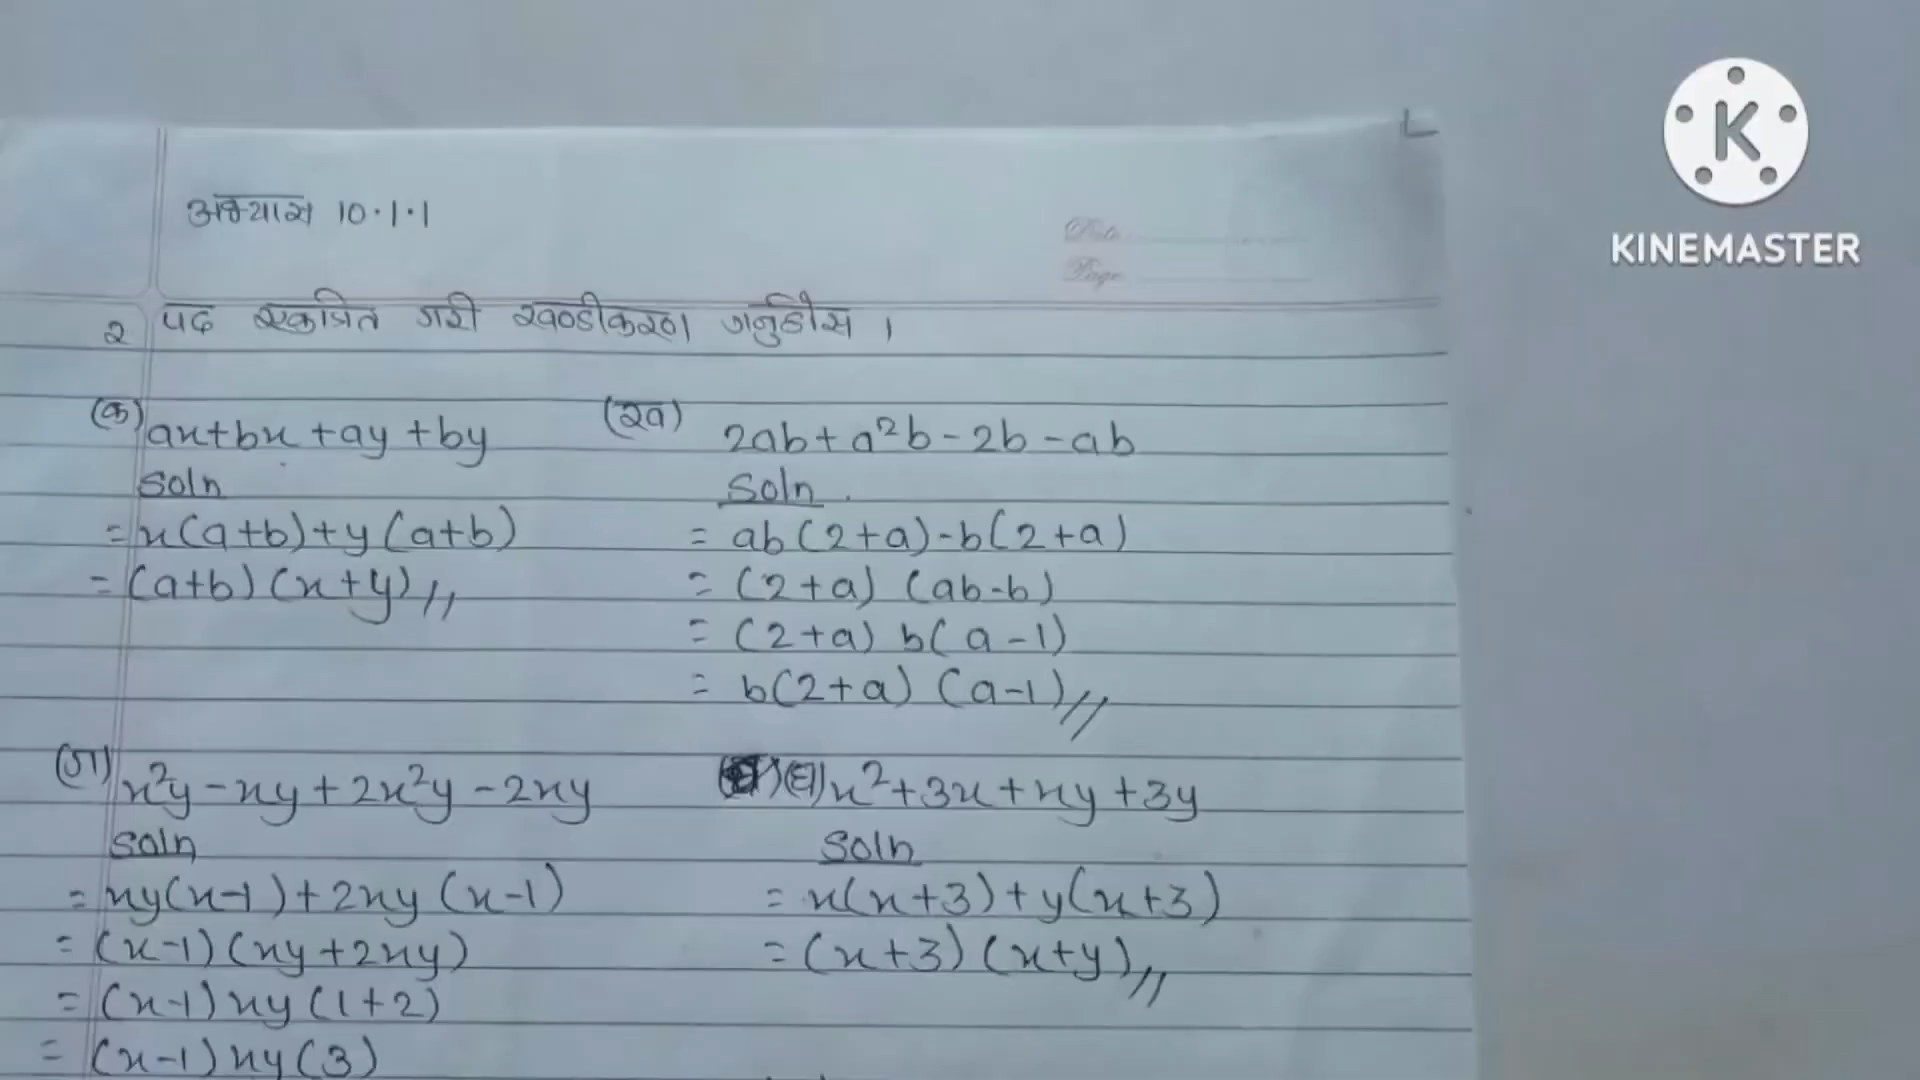 अभ्यास 10.1.1
Date
Page
२ पद एकत्रित गरी खण्डीकरण गर्नुहोस ।
(क) ax+bx+ay+by
Soln
= x(a+b)+y(a+b)
= (a+b)(x+y)//
(ख) 2ab+a²b-2b-ab
Soln
= ab(2+a)-b(2+a)
= (2+a) (ab-b)
= (2+a) b(a-1)
= b(2+a) (a-1)//
(ग) x²y-xy+2x²y-2xy
Soln
= xy(x-1)+2xy(x-1)
= (x-1)(xy+2xy)
= (x-1)xy(1+2)
= (x-1)xy(3)
(घ) x²+3x+xy+3y
Soln
= x(x+3)+y(x+3)
= (x+3)(x+y)//
K
KINEMASTER